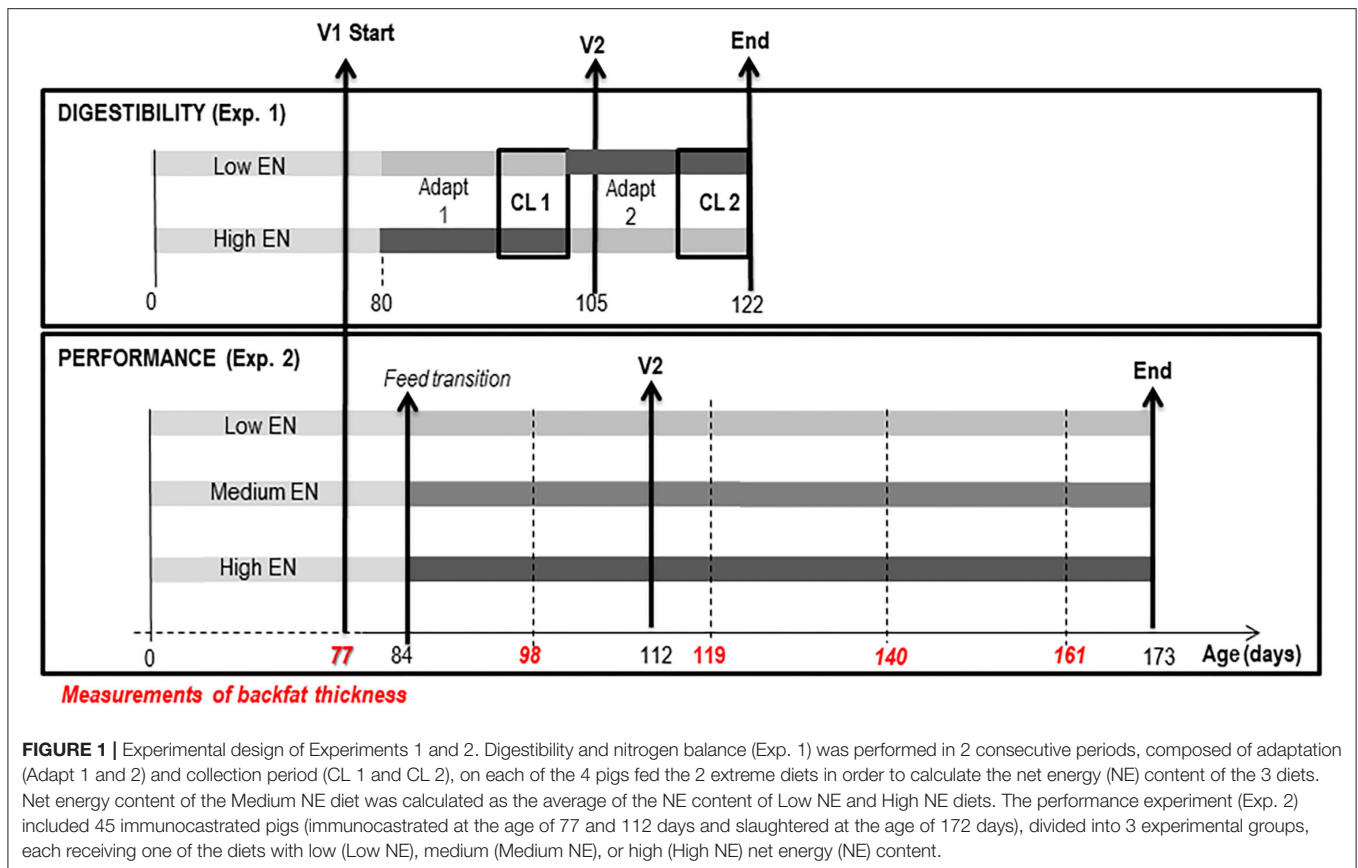 V1 Start
V2
End
DIGESTIBILITY (Exp. 1)
Low EN
Adapt
1
CL 1
Adapt
2
CL 2
High EN
0
80
105
122
PERFORMANCE (Exp. 2)
Feed transition
V2
End
Low EN
Medium EN
High EN
0 77 84 98 112 119 140 161 173 Age (days)
Measurements of backfat thickness
FIGURE 1 | Experimental design of Experiments 1 and 2. Digestibility and nitrogen balance (Exp. 1) was performed in 2 consecutive periods, composed of adaptation
(Adapt 1 and 2) and collection period (CL 1 and CL 2), on each of the 4 pigs fed the 2 extreme diets in order to calculate the net energy (NE) content of the 3 diets.
Net energy content of the Medium NE diet was calculated as the average of the NE content of Low NE and High NE diets. The performance experiment (Exp. 2)
included 45 immunocastrated pigs (immunocastrated at the age of 77 and 112 days and slaughtered at the age of 172 days), divided into 3 experimental groups,
each receiving one of the diets with low (Low NE), medium (Medium NE), or high (High NE) net energy (NE) content.